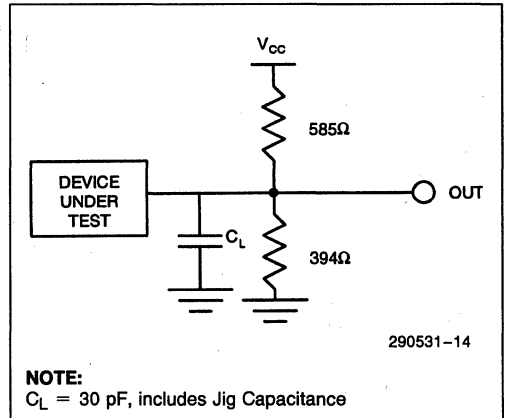 V_CC
585Ω
DEVICE
UNDER
TEST
OUT
C_L
394Ω
290531–14
NOTE:
C_L = 30 pF, includes Jig Capacitance